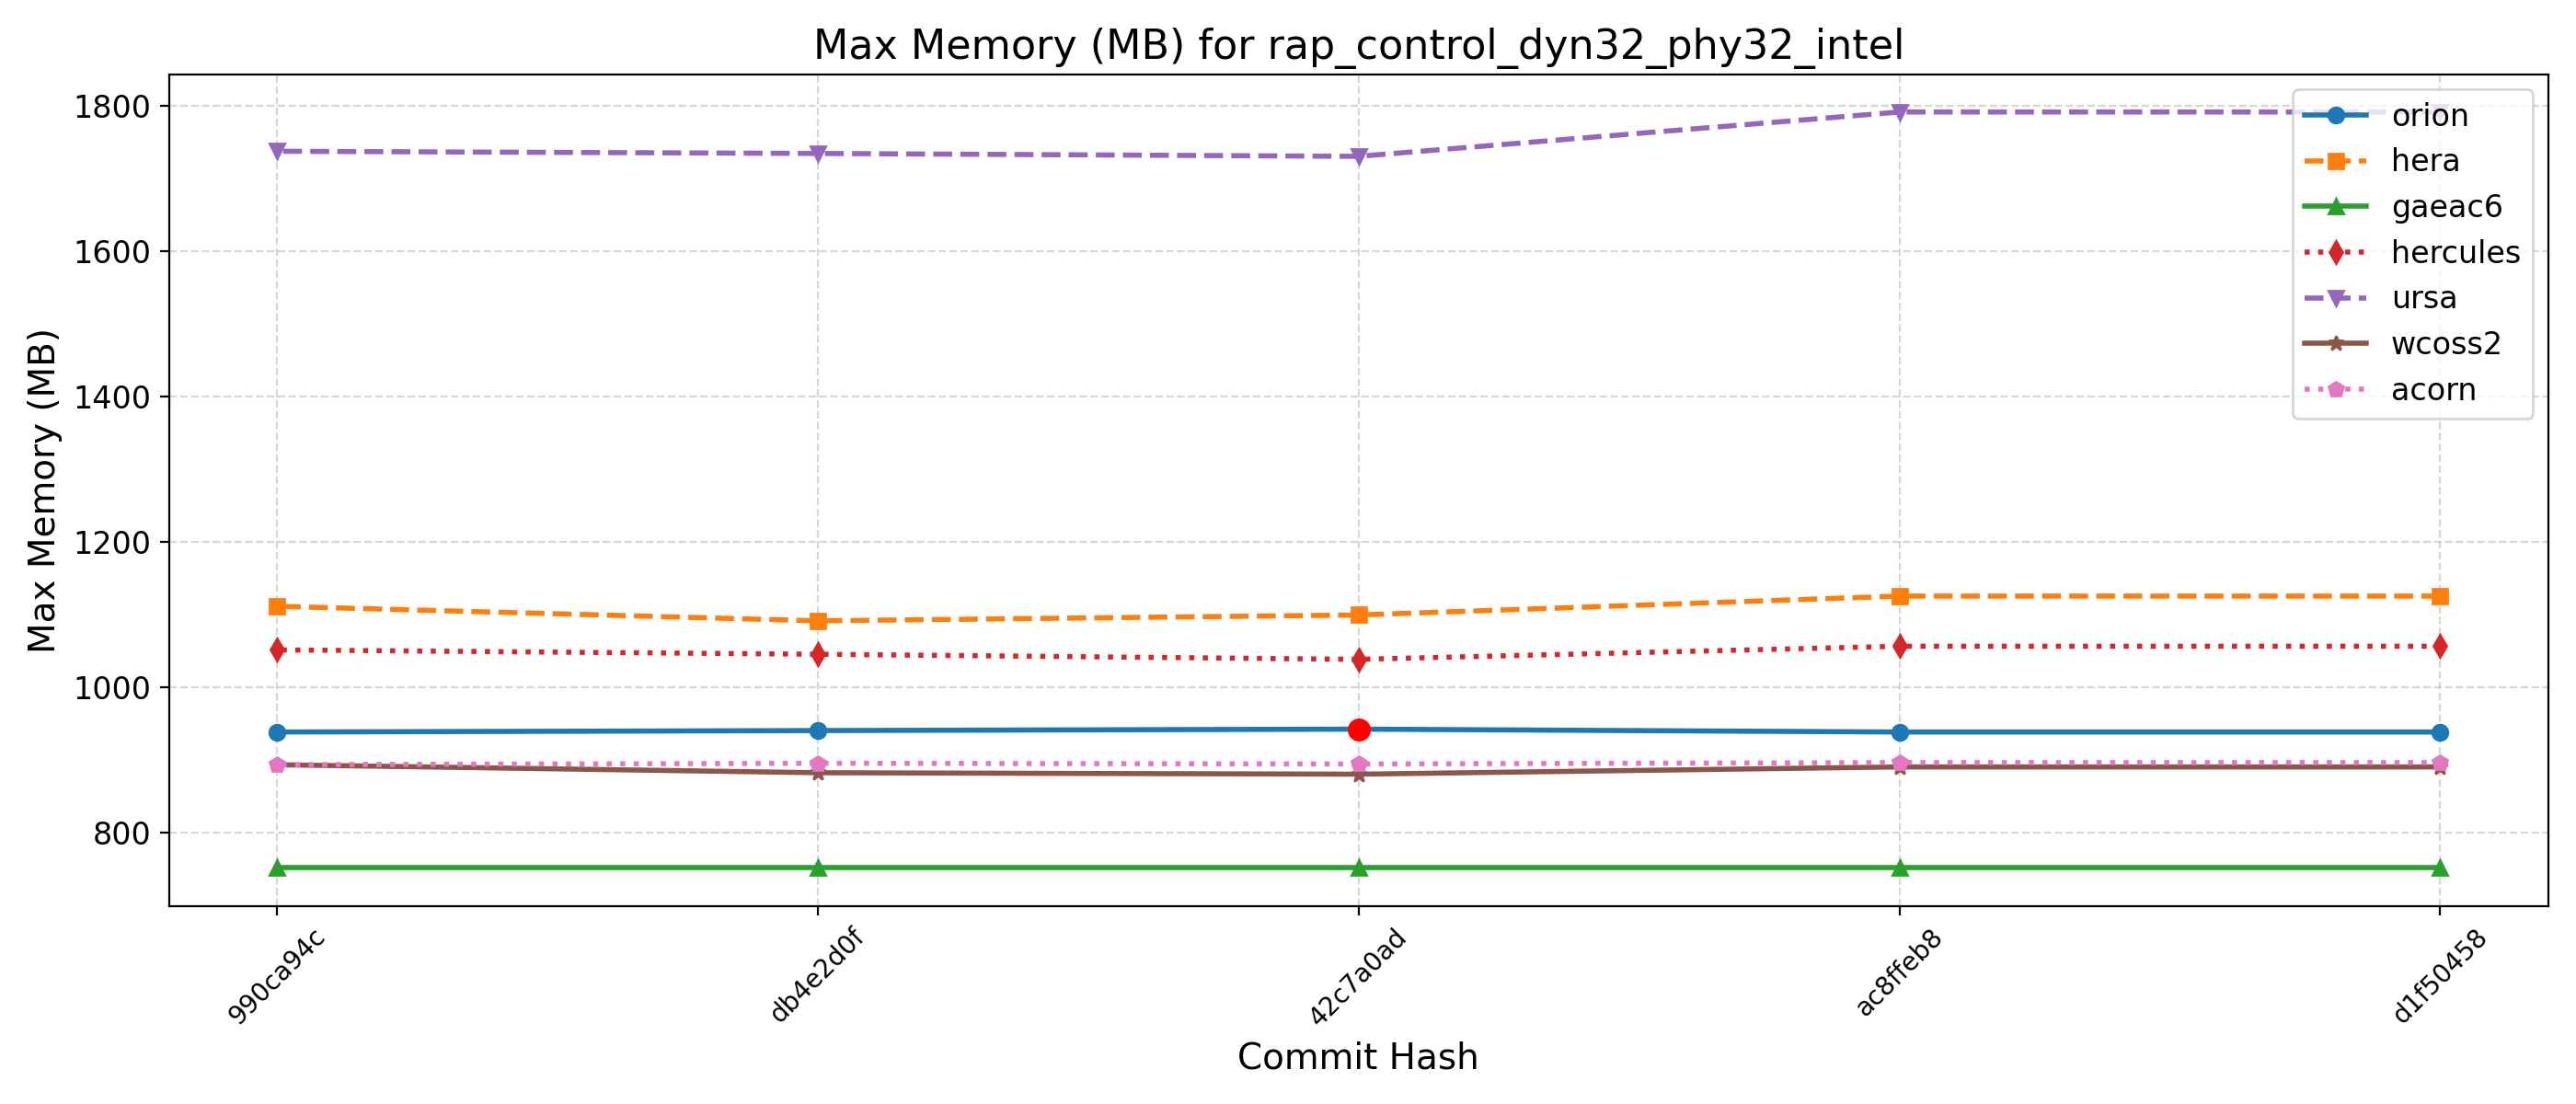 Max Memory (MB) for rap_control_dyn32_phy32_intel
Max Memory (MB)
1800
1600
1400
1200
1000
800
orion
hera
gaeac6
hercules
ursa
wcoss2
acorn
990ca94c
db4e2d0f
42c7a0ad
ac8ffeb8
d1f50458
Commit Hash